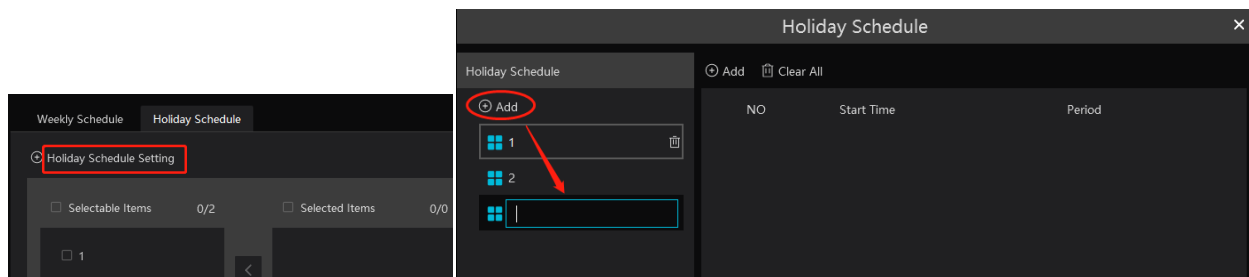 Weekly Schedule Holiday Schedule
Holiday Schedule Setting
Selectable Items 0/2 Selected Items 0/0
1
Holiday Schedule
Holiday Schedule
Add
1
2
Add Clear All
NO Start Time Period